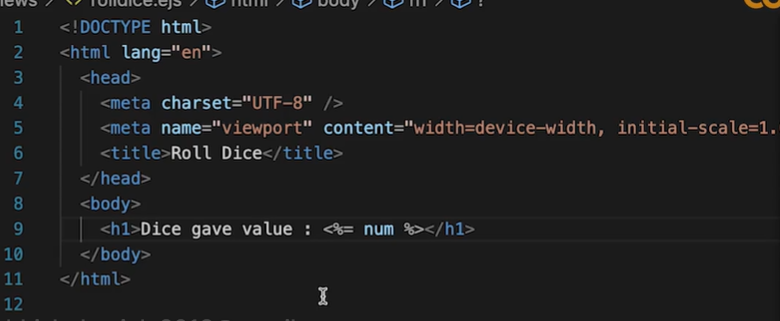 rolldice.ejs html body h1 ?
1 <!DOCTYPE html>
2 <html lang="en">
3 <head>
4 <meta charset="UTF-8" />
5 <meta name="viewport" content="width=device-width, initial-scale=1.
6 <title>Roll Dice</title>
7 </head>
8 <body>
9 <h1>Dice gave value : <%= num %></h1>
10 </body>
11 </html>
12